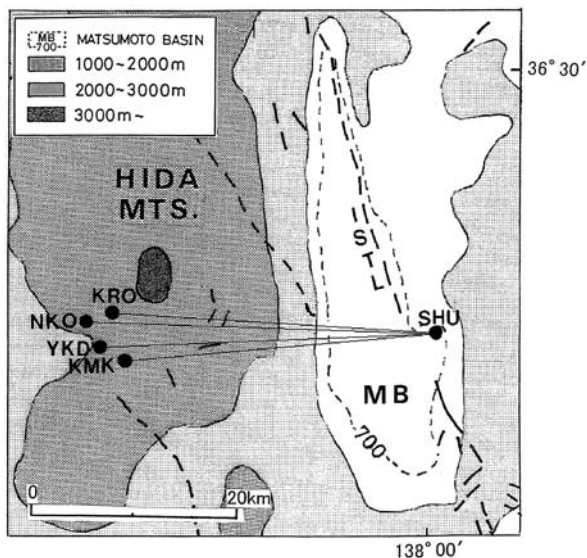 MB
700
MATSUMOTO BASIN
1000~2000m
2000~3000m
3000m~
36°30'
HIDA
MTS.
STL
KRO
NKO
SHU
YKD
KMK
MB
700
0
20km
138°00'